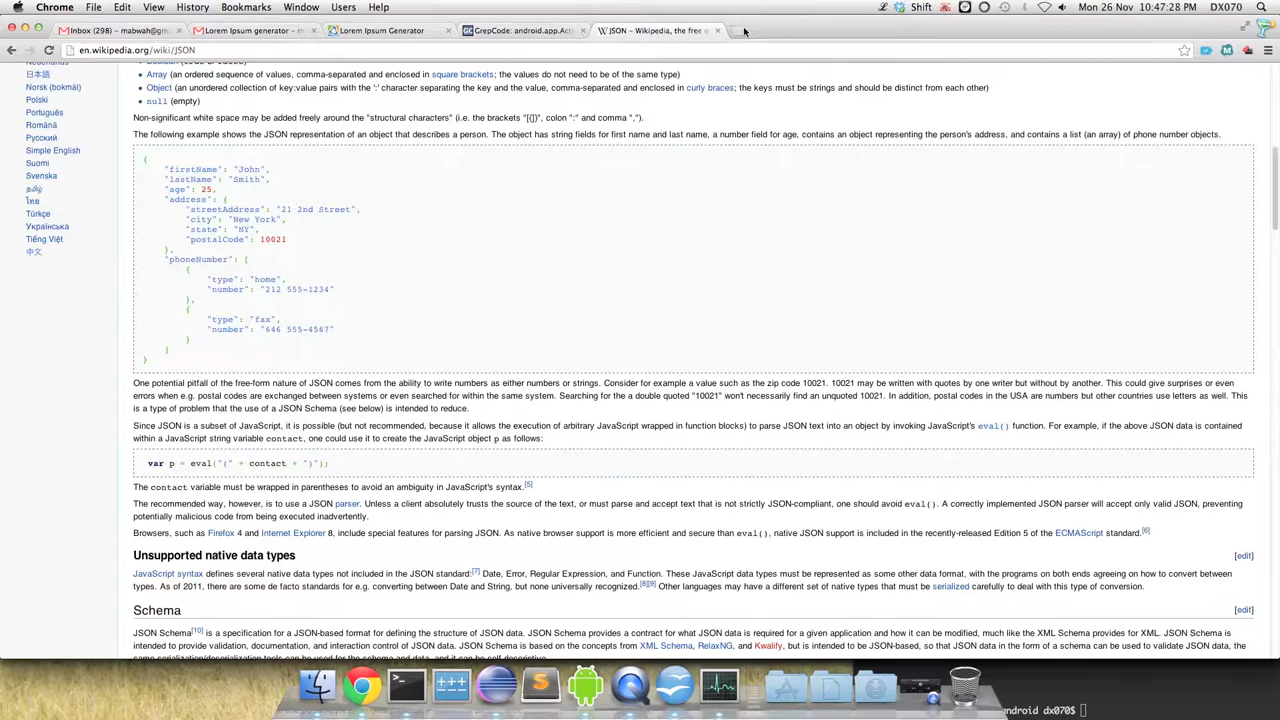 Chrome File Edit View History Bookmarks Window Users Help Shift Mon 26 Nov 10:47:28 PM DX070
Inbox (298) – mabwah@gm Lorem Ipsum generator – m Lorem Ipsum Generator GrepCode: android.app.Act JSON – Wikipedia, the free e
en.wikipedia.org/wiki/JSON
日本語
Norsk (bokmål)
Polski
Português
Română
Русский
Simple English
Suomi
Svenska
தமிழ்
ไทย
Türkçe
Українська
Tiếng Việt
中文
Array (an ordered sequence of values, comma-separated and enclosed in square brackets; the values do not need to be of the same type)
Object (an unordered collection of key:value pairs with the ':' character separating the key and the value, comma-separated and enclosed in curly braces; the keys must be strings and should be distinct from each other)
null (empty)
Non-significant white space may be added freely around the "structural characters" (i.e. the brackets "[{]}", colon ":" and comma ",").
The following example shows the JSON representation of an object that describes a person. The object has string fields for first name and last name, a number field for age, contains an object representing the person's address, and contains a list (an array) of phone number objects.
{
"firstName": "John",
"lastName": "Smith",
"age": 25,
"address": {
"streetAddress": "21 2nd Street",
"city": "New York",
"state": "NY",
"postalCode": 10021
},
"phoneNumber": [
{
"type": "home",
"number": "212 555-1234"
},
{
"type": "fax",
"number": "646 555-4567"
}
]
}
One potential pitfall of the free-form nature of JSON comes from the ability to write numbers as either numbers or strings. Consider for example a value such as the zip code 10021. 10021 may be written with quotes by one writer but without by another. This could give surprises or even
errors when e.g. postal codes are exchanged between systems or even searched for within the same system. Searching for the a double quoted "10021" won't necessarily find an unquoted 10021. In addition, postal codes in the USA are numbers but other countries use letters as well. This
is a type of problem that the use of a JSON Schema (see below) is intended to reduce.
Since JSON is a subset of JavaScript, it is possible (but not recommended, because it allows the execution of arbitrary JavaScript wrapped in function blocks) to parse JSON text into an object by invoking JavaScript's eval() function. For example, if the above JSON data is contained
within a JavaScript string variable contact, one could use it to create the JavaScript object p as follows:
var p = eval("(" + contact + ")");
The contact variable must be wrapped in parentheses to avoid an ambiguity in JavaScript's syntax.[5]
The recommended way, however, is to use a JSON parser. Unless a client absolutely trusts the source of the text, or must parse and accept text that is not strictly JSON-compliant, one should avoid eval(). A correctly implemented JSON parser will accept only valid JSON, preventing
potentially malicious code from being executed inadvertently.
Browsers, such as Firefox 4 and Internet Explorer 8, include special features for parsing JSON. As native browser support is more efficient and secure than eval(), native JSON support is included in the recently-released Edition 5 of the ECMAScript standard.[6]
Unsupported native data types [edit]
JavaScript syntax defines several native data types not included in the JSON standard:[7] Date, Error, Regular Expression, and Function. These JavaScript data types must be represented as some other data format, with the programs on both ends agreeing on how to convert between
types. As of 2011, there are some de facto standards for e.g. converting between Date and String, but none universally recognized.[8][9] Other languages may have a different set of native types that must be serialized carefully to deal with this type of conversion.
Schema [edit]
JSON Schema[10] is a specification for a JSON-based format for defining the structure of JSON data. JSON Schema provides a contract for what JSON data is required for a given application and how it can be modified, much like the XML Schema provides for XML. JSON Schema is
intended to provide validation, documentation, and interaction control of JSON data. JSON Schema is based on the concepts from XML Schema, RelaxNG, and Kwalify, but is intended to be JSON-based, so that JSON data in the form of a schema can be used to validate JSON data, the
same serialization/deserialization tools can be used for the schema and data, and it can be self descriptive.
android dx070$